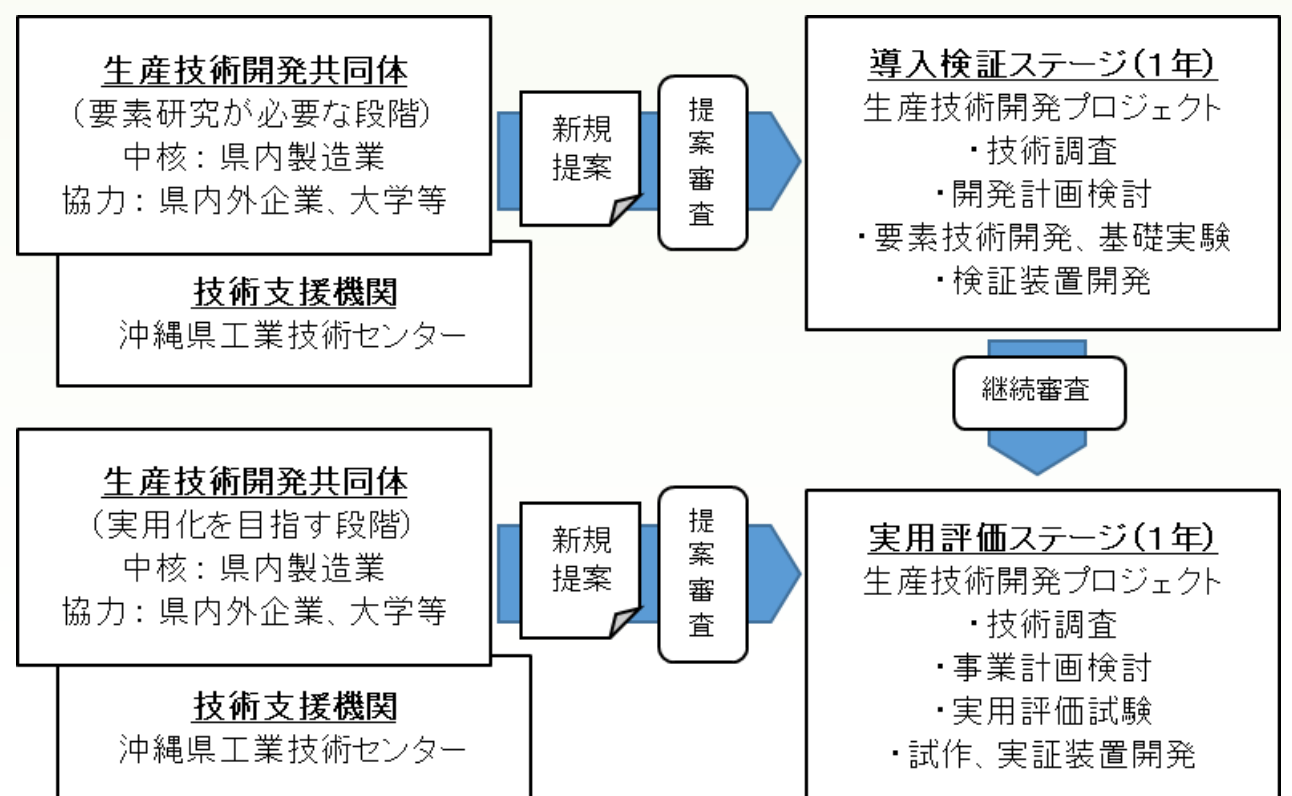 生産技術開発共同体
（要素研究が必要な段階）
中核：県内製造業
協力：県内外企業、大学等
技術支援機関
沖縄県工業技術センター
新規
提案
提案審査
導入検証ステージ(１年)
生産技術開発プロジェクト
・技術調査
・開発計画検討
・要素技術開発、基礎実験
・検証装置開発
継続審査
生産技術開発共同体
（実用化を目指す段階）
中核：県内製造業
協力：県内外企業、大学等
技術支援機関
沖縄県工業技術センター
新規
提案
提案審査
実用評価ステージ(１年)
生産技術開発プロジェクト
・技術調査
・事業計画検討
・実用評価試験
・試作、実証装置開発